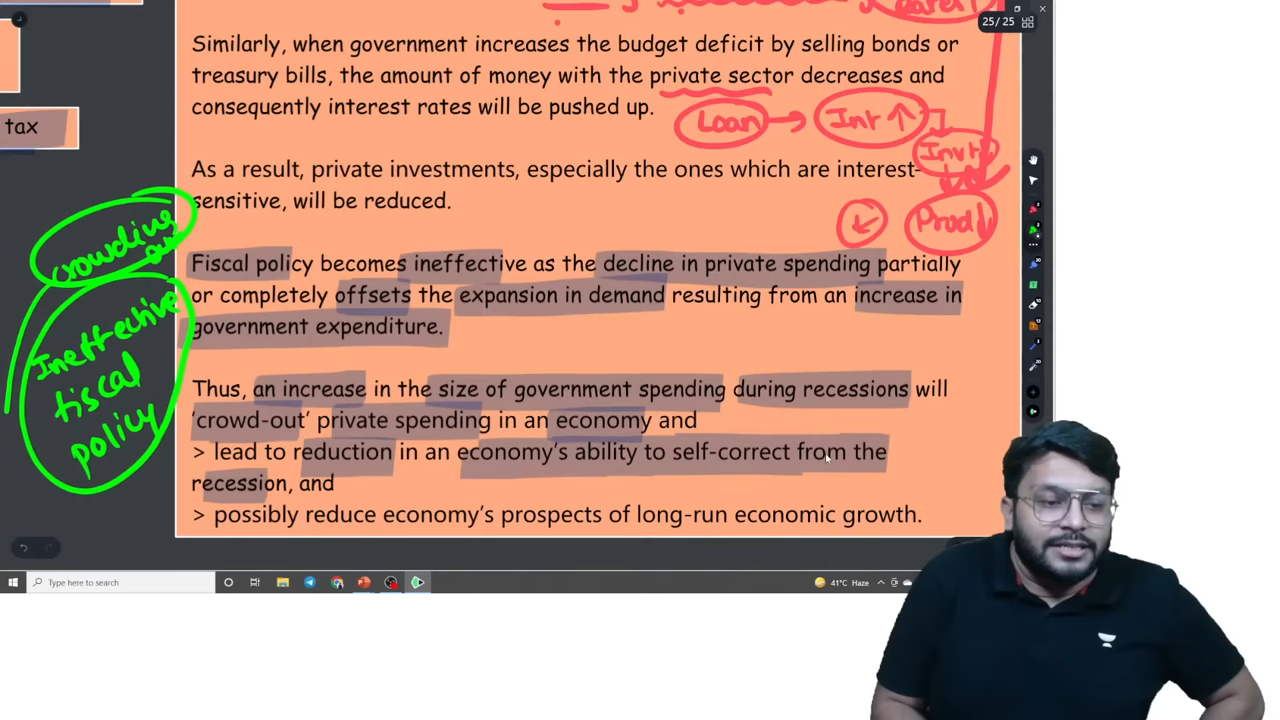 25/25
Similarly, when government increases the budget deficit by selling bonds or
treasury bills, the amount of money with the private sector decreases and
consequently interest rates will be pushed up.
Loan → Int ↑
Invt ↓
tax
As a result, private investments, especially the ones which are interest-
sensitive, will be reduced.
Prod ↓
crowding
out
Fiscal policy becomes ineffective as the decline in private spending partially
or completely offsets the expansion in demand resulting from an increase in
government expenditure.
Ineffective
fiscal
policy
Thus, an increase in the size of government spending during recessions will
‘crowd-out’ private spending in an economy and
> lead to reduction in an economy’s ability to self-correct from the
recession, and
> possibly reduce economy’s prospects of long-run economic growth.
Type here to search
41°C Haze